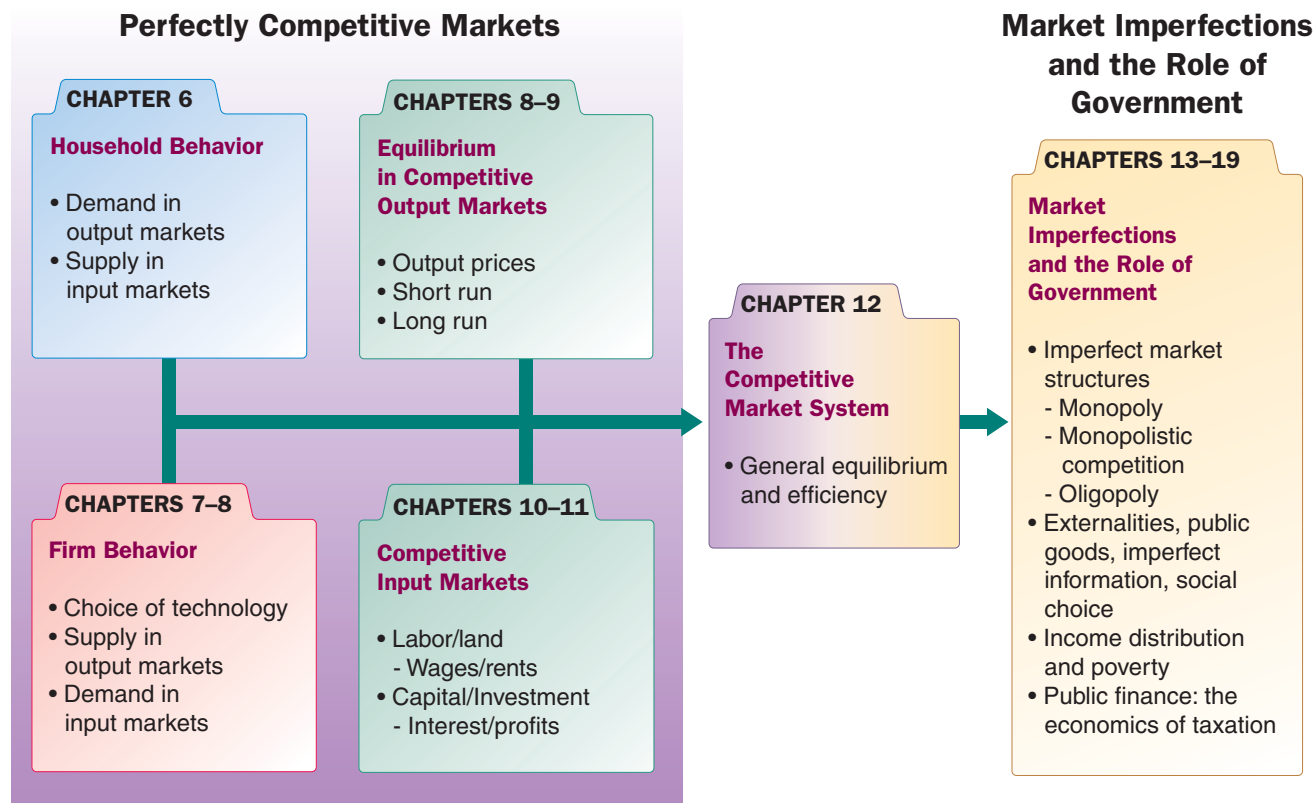 Perfectly Competitive Markets
CHAPTER 6
Household Behavior
• Demand in
output markets
• Supply in
input markets
CHAPTERS 8–9
Equilibrium
in Competitive
Output Markets
• Output prices
• Short run
• Long run
CHAPTERS 7–8
Firm Behavior
• Choice of technology
• Supply in
output markets
• Demand in
input markets
CHAPTERS 10–11
Competitive
Input Markets
• Labor/land
- Wages/rents
• Capital/Investment
- Interest/profits
CHAPTER 12
The
Competitive
Market System
• General equilibrium
and efficiency
Market Imperfections
and the Role of
Government
CHAPTERS 13–19
Market
Imperfections
and the Role of
Government
• Imperfect market
structures
- Monopoly
- Monopolistic
competition
- Oligopoly
• Externalities, public
goods, imperfect
information, social
choice
• Income distribution
and poverty
• Public finance: the
economics of taxation